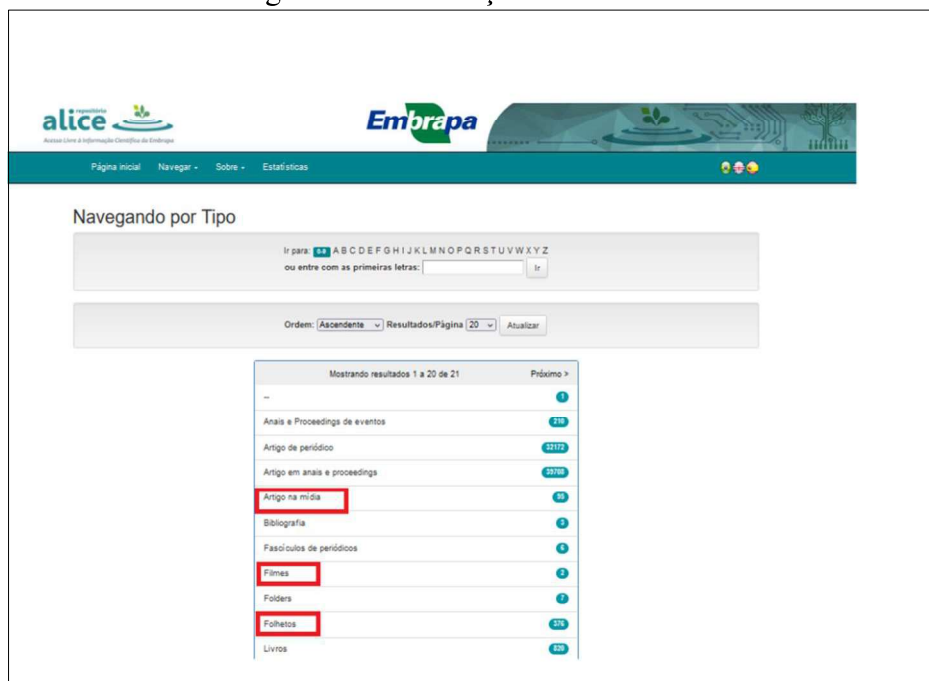 repositório
alice
Acesso Livre à Informação Científica da Embrapa
Embrapa
Página inicial Navegar Sobre Estatísticas
Navegando por Tipo
Ir para: 0-9 A B C D E F G H I J K L M N O P Q R S T U V W X Y Z
ou entre com as primeiras letras: Ir
Ordem: Ascendente Resultados/Página 20 Atualizar
Mostrando resultados 1 a 20 de 21 Próximo >
-- 1
Anais e Proceedings de eventos 210
Artigo de periódico 32172
Artigo em anais e proceedings
Artigo na mídia 95
Bibliografia 3
Fascículos de periódicos 6
Filmes 2
Folders 7
Folhetos 376
Livros 820